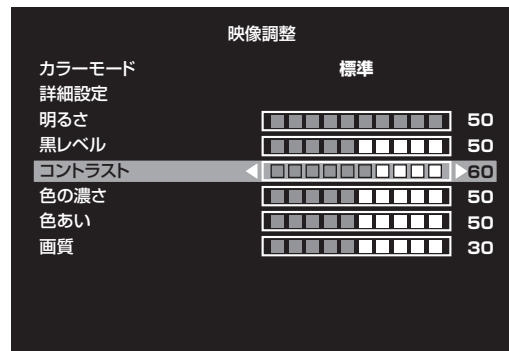 映像調整
カラーモード 標準
詳細設定
明るさ 50
黒レベル 50
コントラスト 60
色の濃さ 50
色あい 50
画質 30